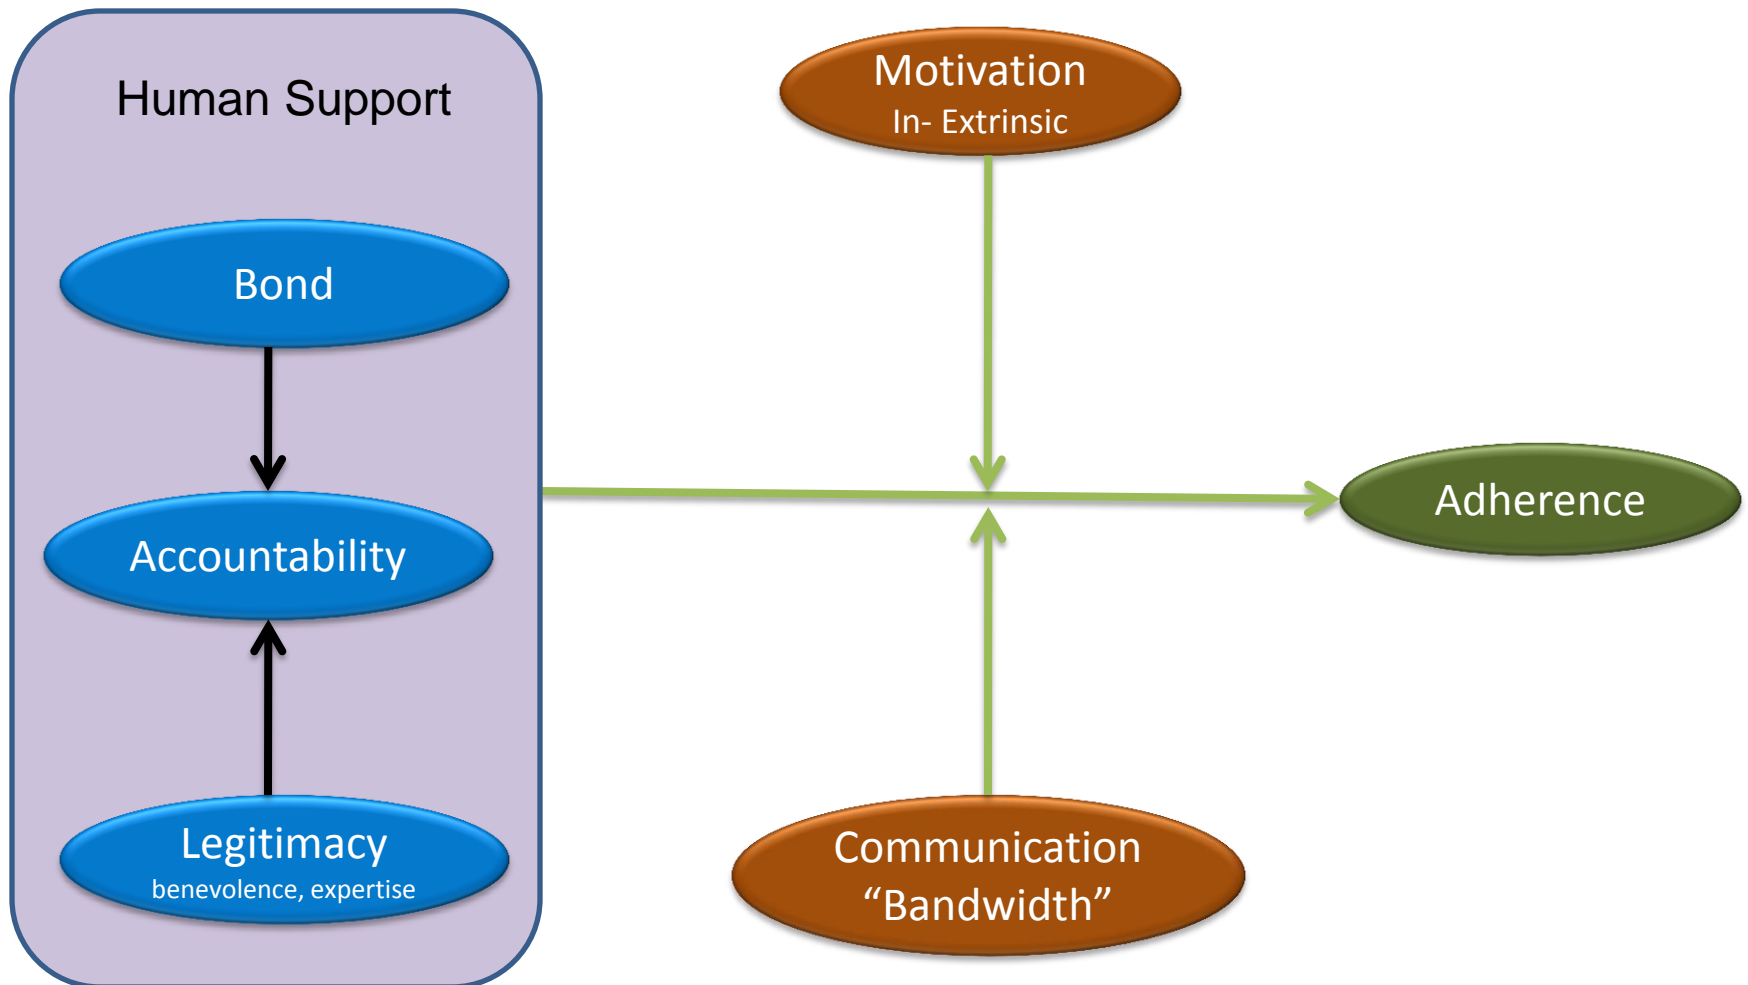 Human Support
Bond
Accountability
Legitimacy
benevolence, expertise
Motivation
In- Extrinsic
Communication
“Bandwidth”
Adherence